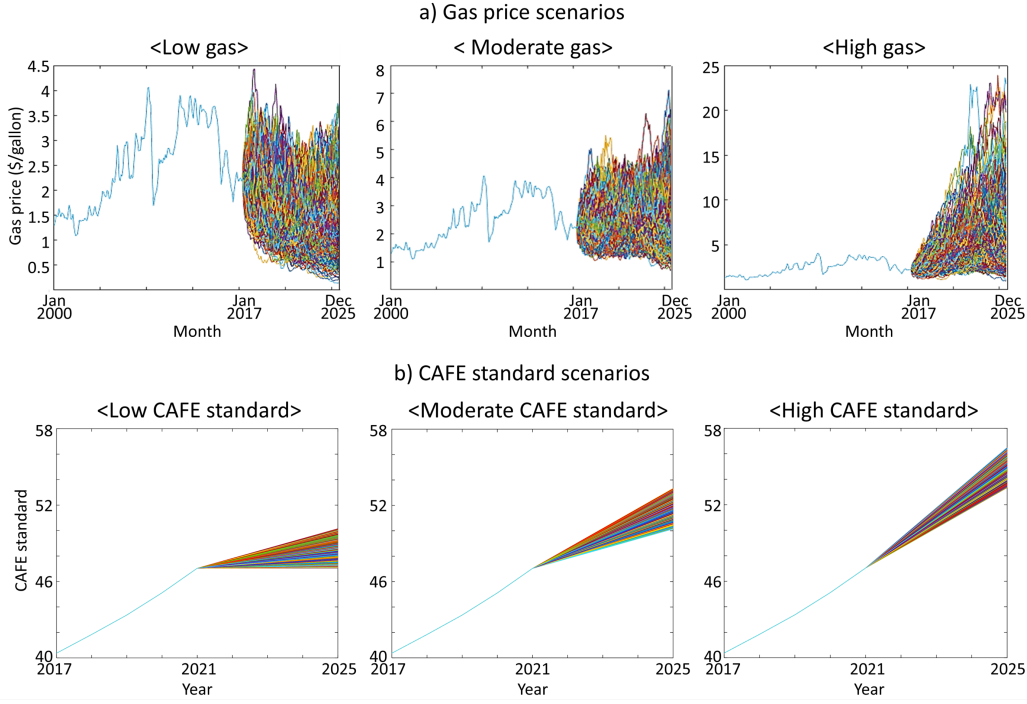 a) Gas price scenarios
<Low gas>
< Moderate gas>
<High gas>
Gas price ($/gallon)
4.5
4
3.5
3
2.5
2
1.5
1
0.5
Jan
2000
Jan
2017
Dec
2025
Month
8
7
6
5
4
3
2
1
Jan
2000
Jan
2017
Dec
2025
Month
25
20
15
10
5
Jan
2000
Jan
2017
Dec
2025
Month
b) CAFE standard scenarios
<Low CAFE standard>
<Moderate CAFE standard>
<High CAFE standard>
CAFE standard
58
52
46
40
2017
2021
2025
Year
58
52
46
40
2017
2021
2025
Year
58
52
46
40
2017
2021
2025
Year